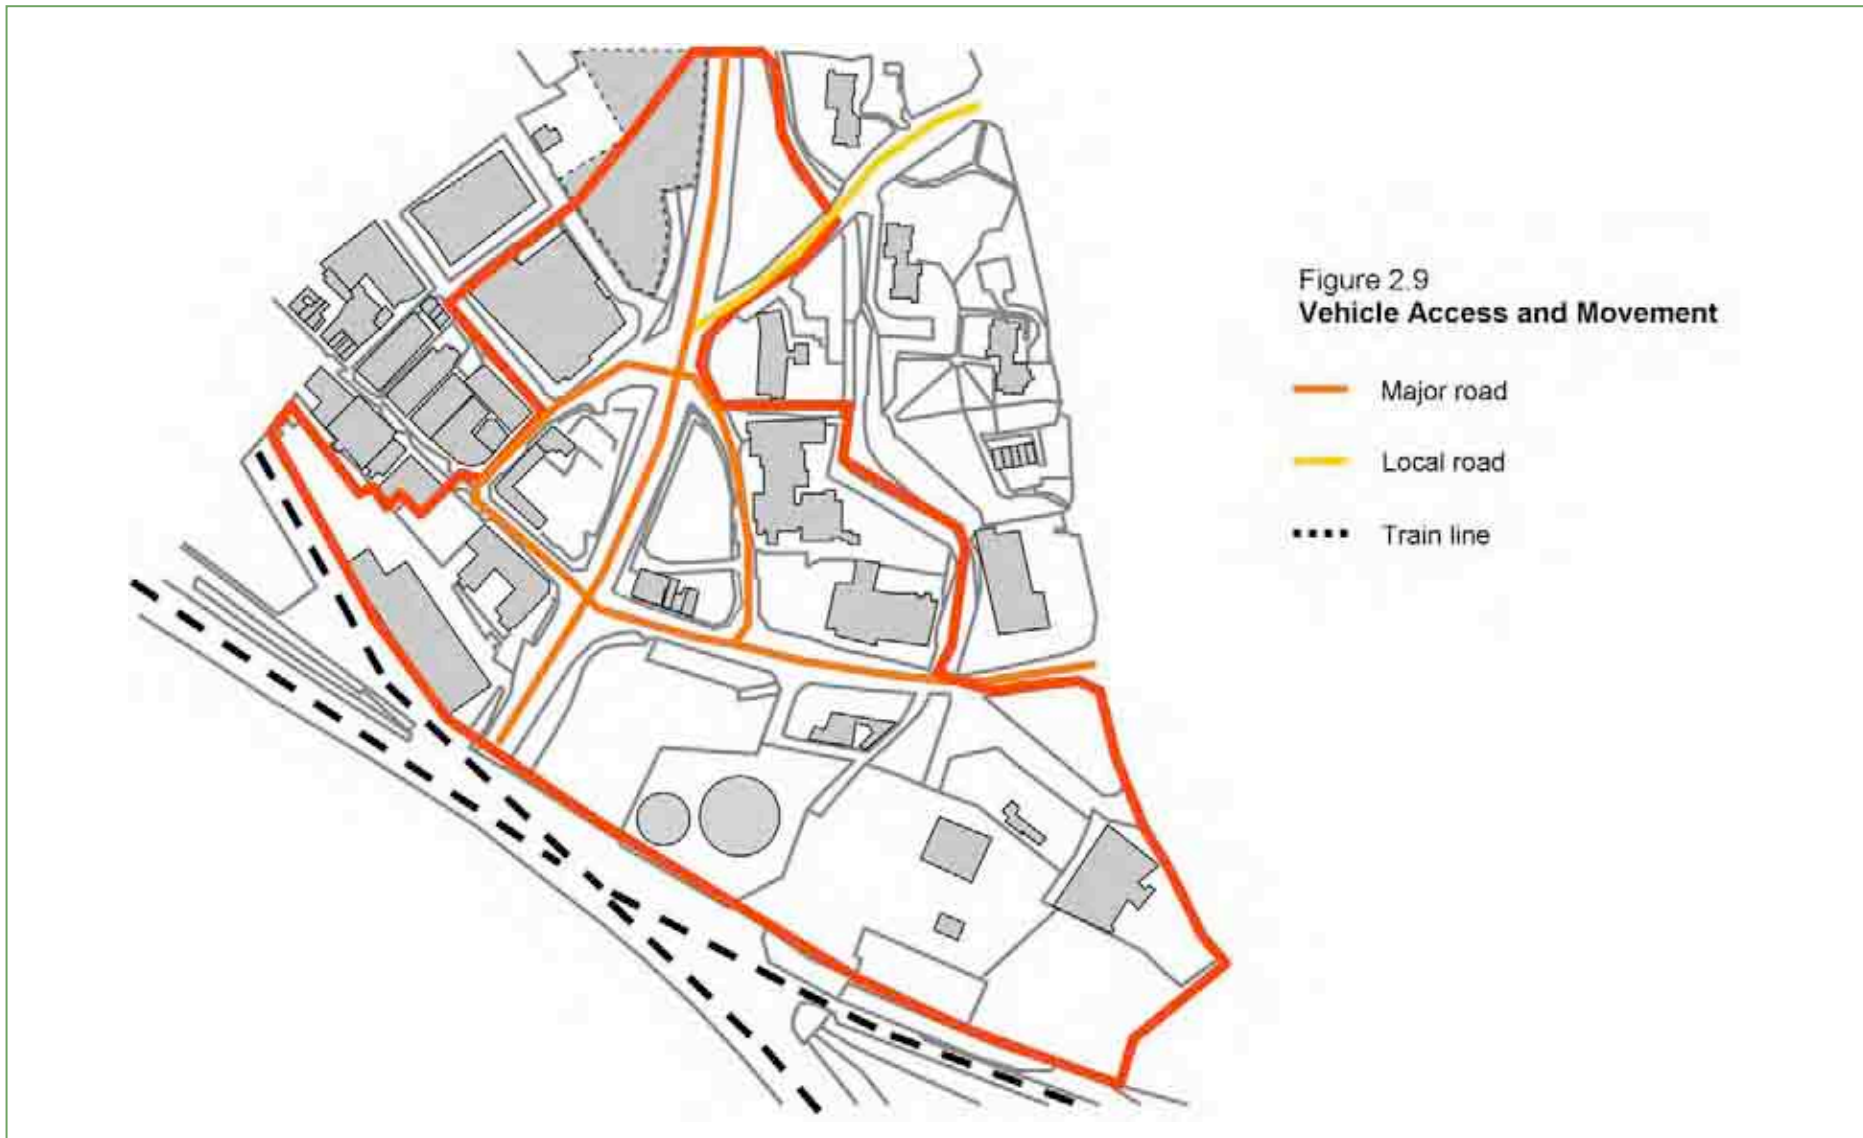 Figure 2.9
Vehicle Access and Movement
Major road
Local road
Train line